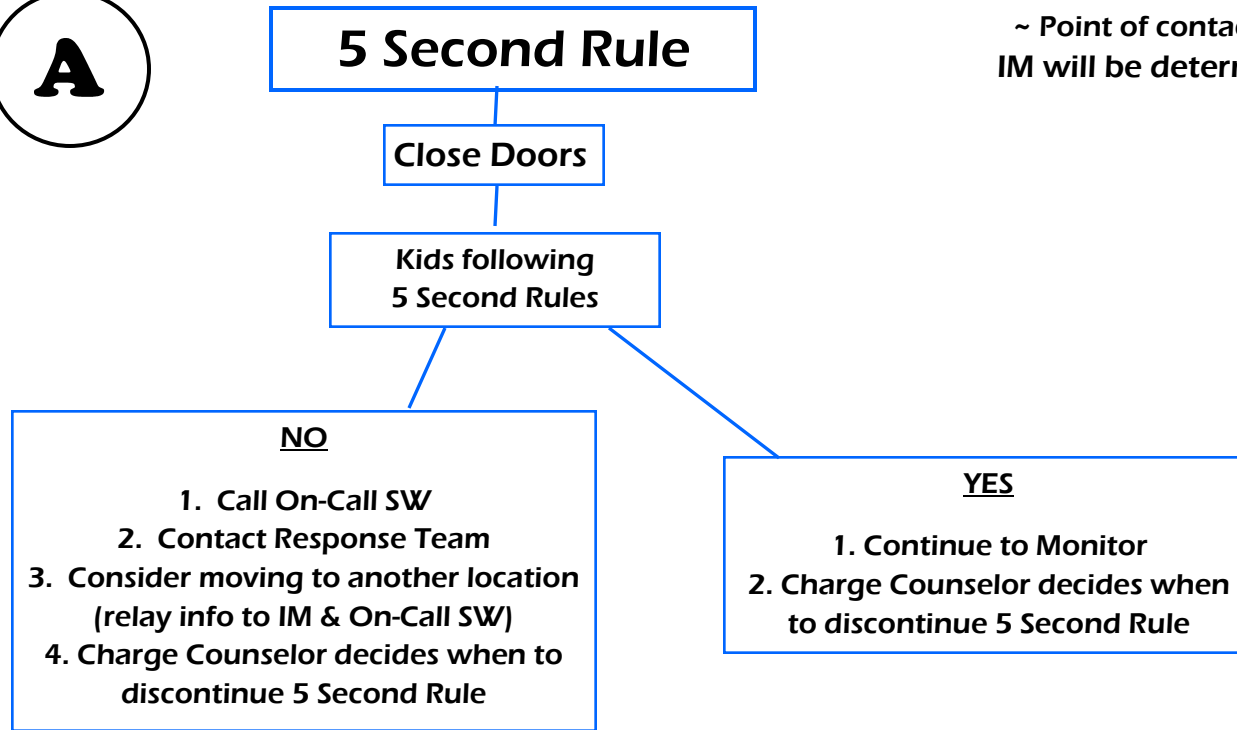 A
5 Second Rule
~ Point of
IM will be
Close Doors
Kids following
5 Second Rules
NO
1. Call On-Call SW
2. Contact Response Team
3. Consider moving to another location
(relay info to IM & On-Call SW)
4. Charge Counselor decides when to
discontinue 5 Second Rule
YES
1. Continue to Monitor
2. Charge Counselor decides when
to discontinue 5 Second Rule